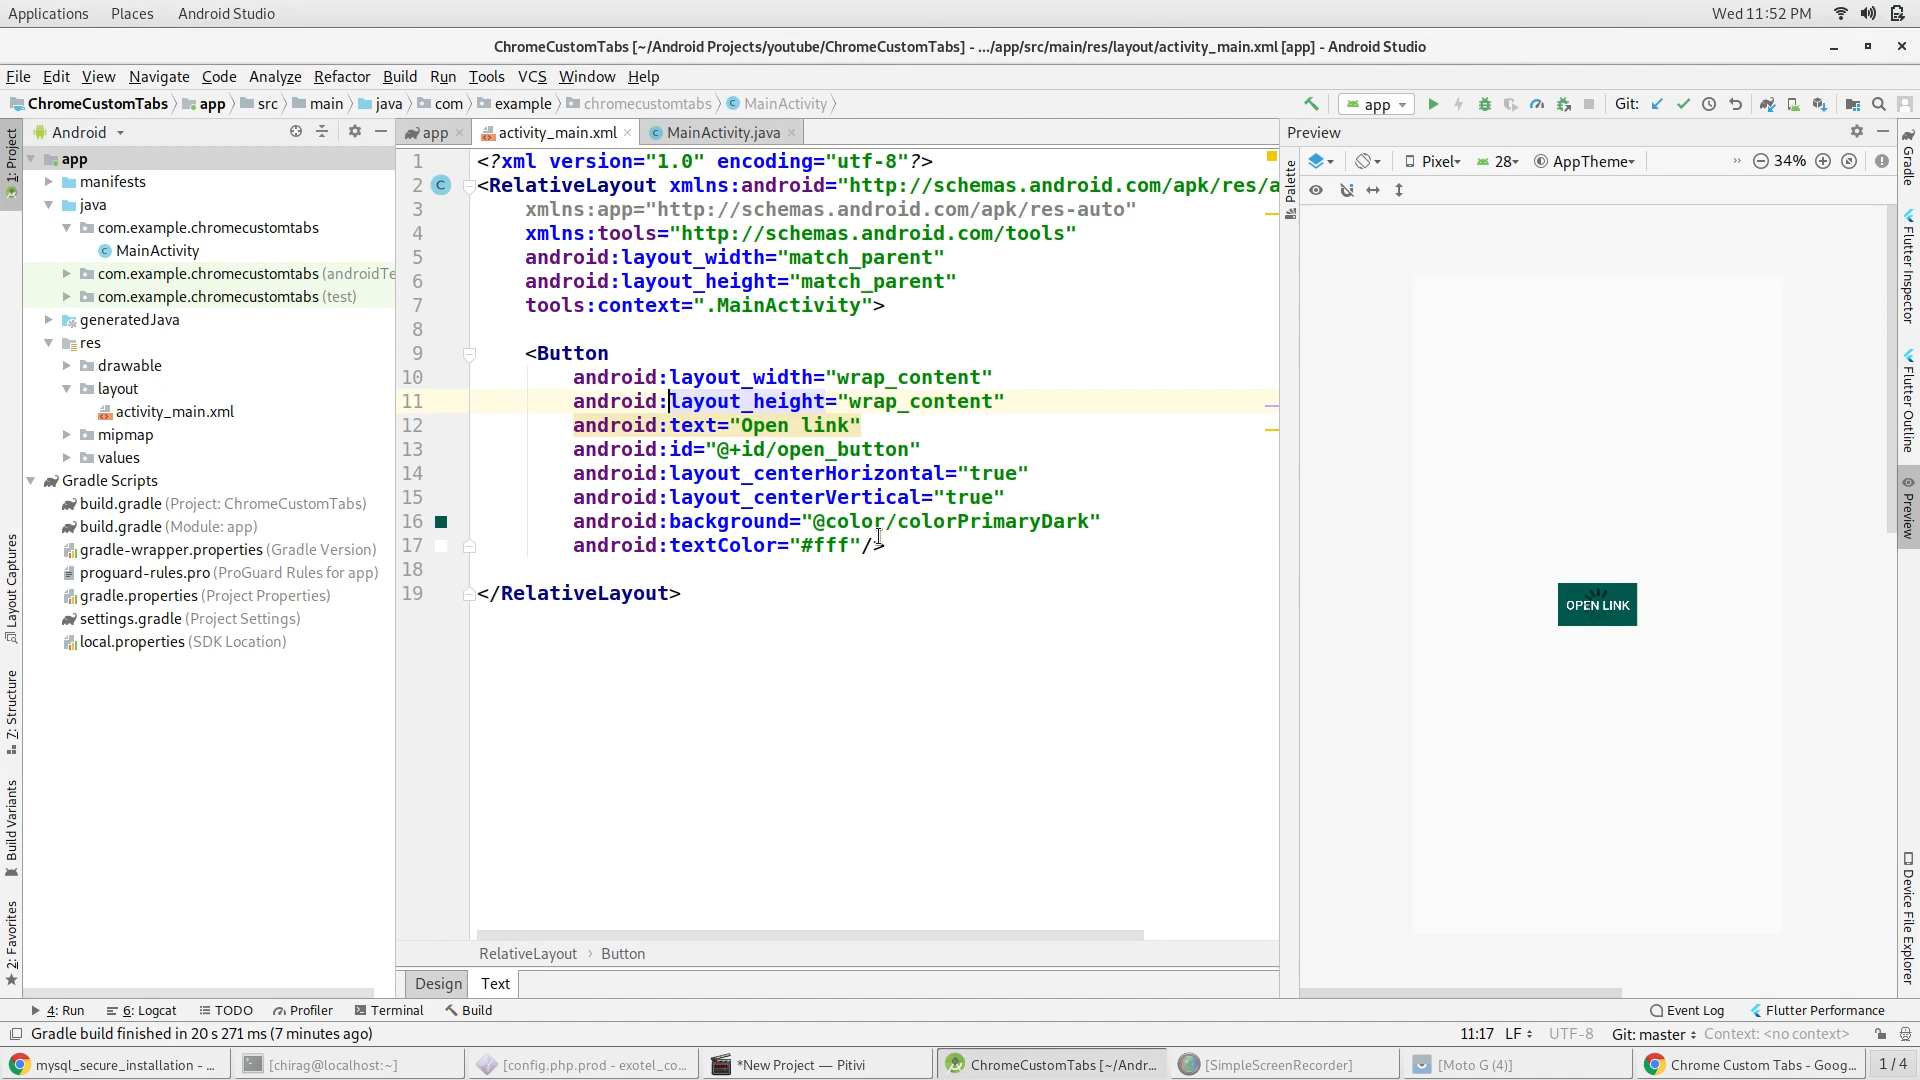 Applications Places Android Studio Wed 11:52 PM
ChromeCustomTabs [~/Android Projects/youtube/ChromeCustomTabs] - .../app/src/main/res/layout/activity_main.xml [app] - Android Studio
File Edit View Navigate Code Analyze Refactor Build Run Tools VCS Window Help
ChromeCustomTabs app src main java com example chromecustomtabs MainActivity app Git:
1: Project
Android
app activity_main.xml MainActivity.java
Preview
app
manifests
java
com.example.chromecustomtabs
MainActivity
com.example.chromecustomtabs (androidTe
com.example.chromecustomtabs (test)
generatedJava
res
drawable
layout
activity_main.xml
mipmap
values
Gradle Scripts
build.gradle (Project: ChromeCustomTabs)
build.gradle (Module: app)
gradle-wrapper.properties (Gradle Version)
proguard-rules.pro (ProGuard Rules for app)
gradle.properties (Project Properties)
settings.gradle (Project Settings)
local.properties (SDK Location)
Layout Captures
7: Structure
Build Variants
2: Favorites
1 <?xml version="1.0" encoding="utf-8"?>
2 C <RelativeLayout xmlns:android="http://schemas.android.com/apk/res/a
3 xmlns:app="http://schemas.android.com/apk/res-auto"
4 xmlns:tools="http://schemas.android.com/tools"
5 android:layout_width="match_parent"
6 android:layout_height="match_parent"
7 tools:context=".MainActivity">
8
9 <Button
10 android:layout_width="wrap_content"
11 android:layout_height="wrap_content"
12 android:text="Open link"
13 android:id="@+id/open_button"
14 android:layout_centerHorizontal="true"
15 android:layout_centerVertical="true"
16 android:background="@color/colorPrimaryDark"
17 android:textColor="#fff"/>
18
19 </RelativeLayout>
RelativeLayout › Button
Design Text
Palette
Pixel 28 AppTheme » 34%
OPEN LINK
Gradle
Flutter Inspector
Flutter Outline
Preview
Device File Explorer
4: Run 6: Logcat TODO Profiler Terminal Build Event Log Flutter Performance
Gradle build finished in 20 s 271 ms (7 minutes ago) 11:17 LF UTF-8 Git: master Context: <no context>
mysql_secure_installation - ... [chirag@localhost:~] [config.php.prod - exotel_co... *New Project — Pitivi ChromeCustomTabs [~/Andr... [SimpleScreenRecorder] [Moto G (4)] Chrome Custom Tabs - Goog... 1 / 4